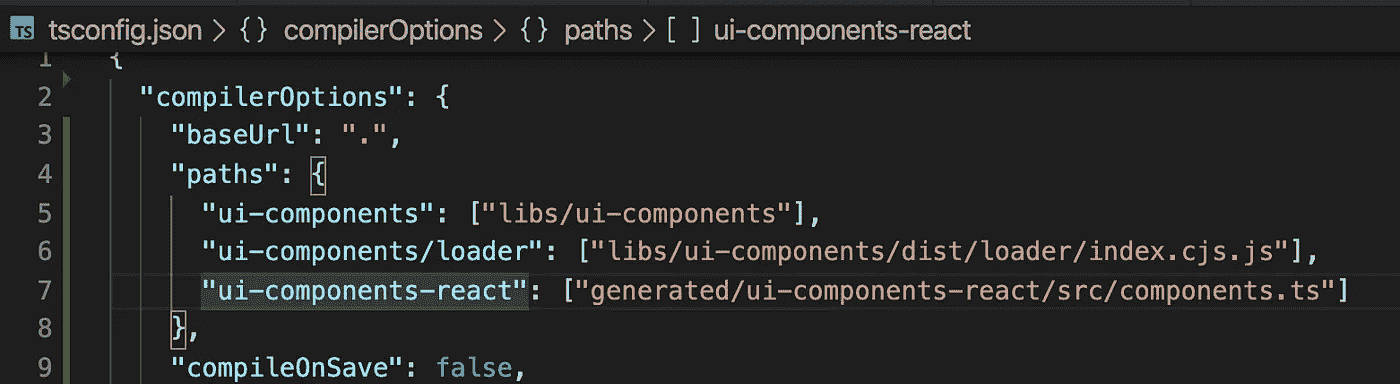 TS tsconfig.json > {} compilerOptions > {} paths > [ ] ui-components-react
1 {
2 "compilerOptions": {
3 "baseUrl": ".",
4 "paths": {
5 "ui-components": ["libs/ui-components"],
6 "ui-components/loader": ["libs/ui-components/dist/loader/index.cjs.js"],
7 "ui-components-react": ["generated/ui-components-react/src/components.ts"]
8 },
9 "compileOnSave": false,